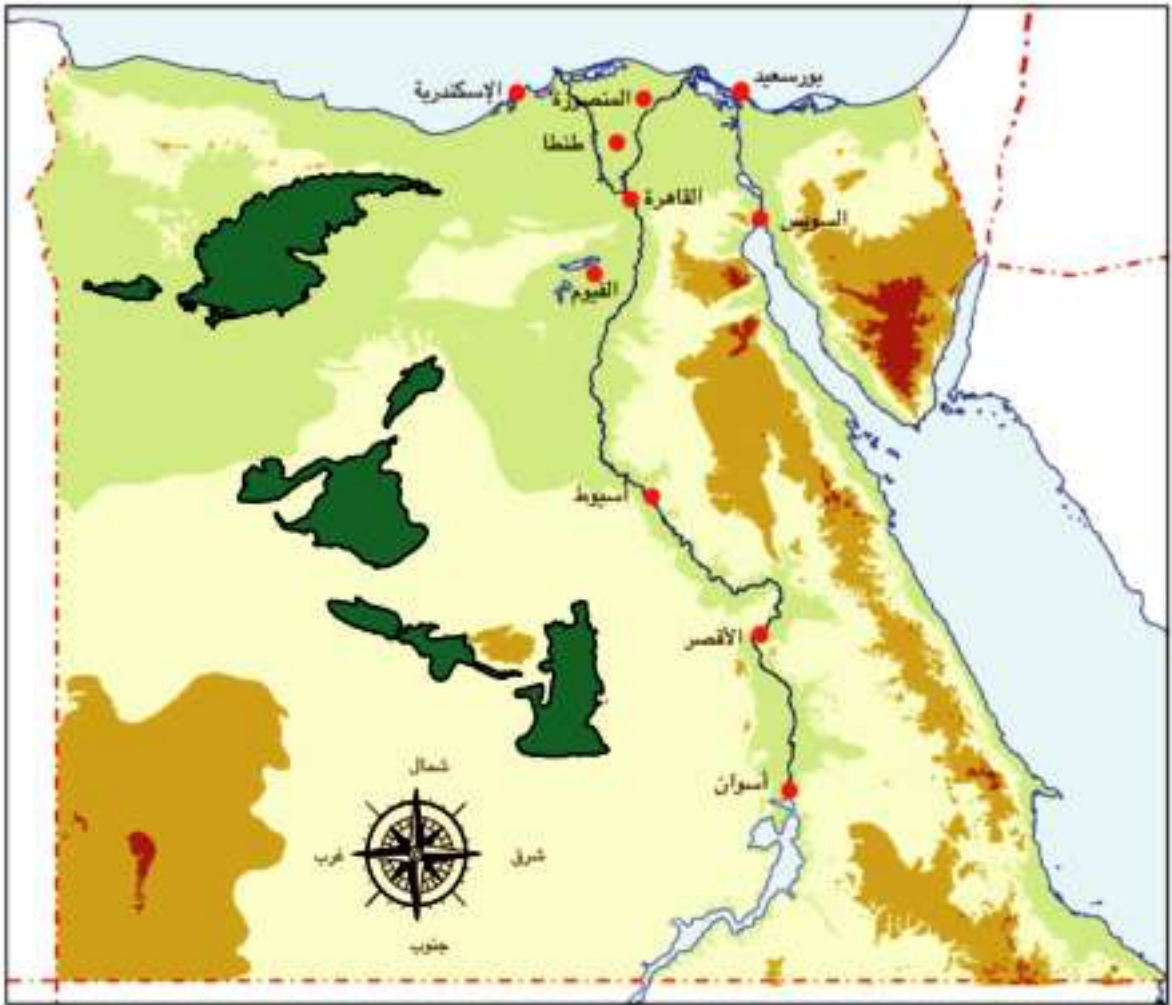 بورسعيد
الإسكندرية
المنصورة
طنطا
القاهرة
السويس
الفيوم
أسيوط
الأقصر
أسوان
شمال
شرق
غرب
جنوب